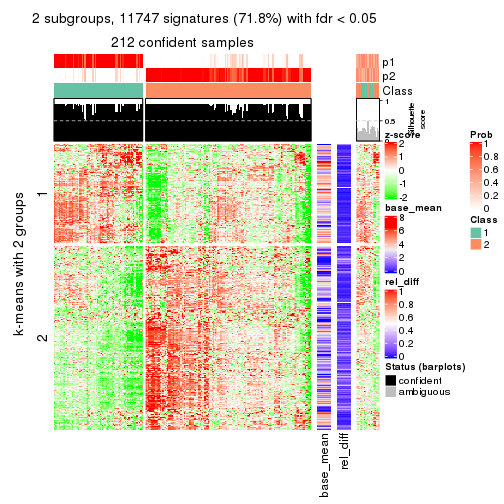 2 subgroups, 11747 signatures (71.8%) with fdr < 0.05
212 confident samples
p1
p2
Class
1
0.5
0
Silhouette
score
k-means with 2 groups
1
2
z-score
2
1
0
-1
-2
base_mean
8
6
4
2
0
rel_diff
1
0.8
0.6
0.4
0.2
0
Status (barplots)
confident
ambiguous
Prob
1
0.8
0.6
0.4
0.2
0
Class
1
2
base_mean
rel_diff